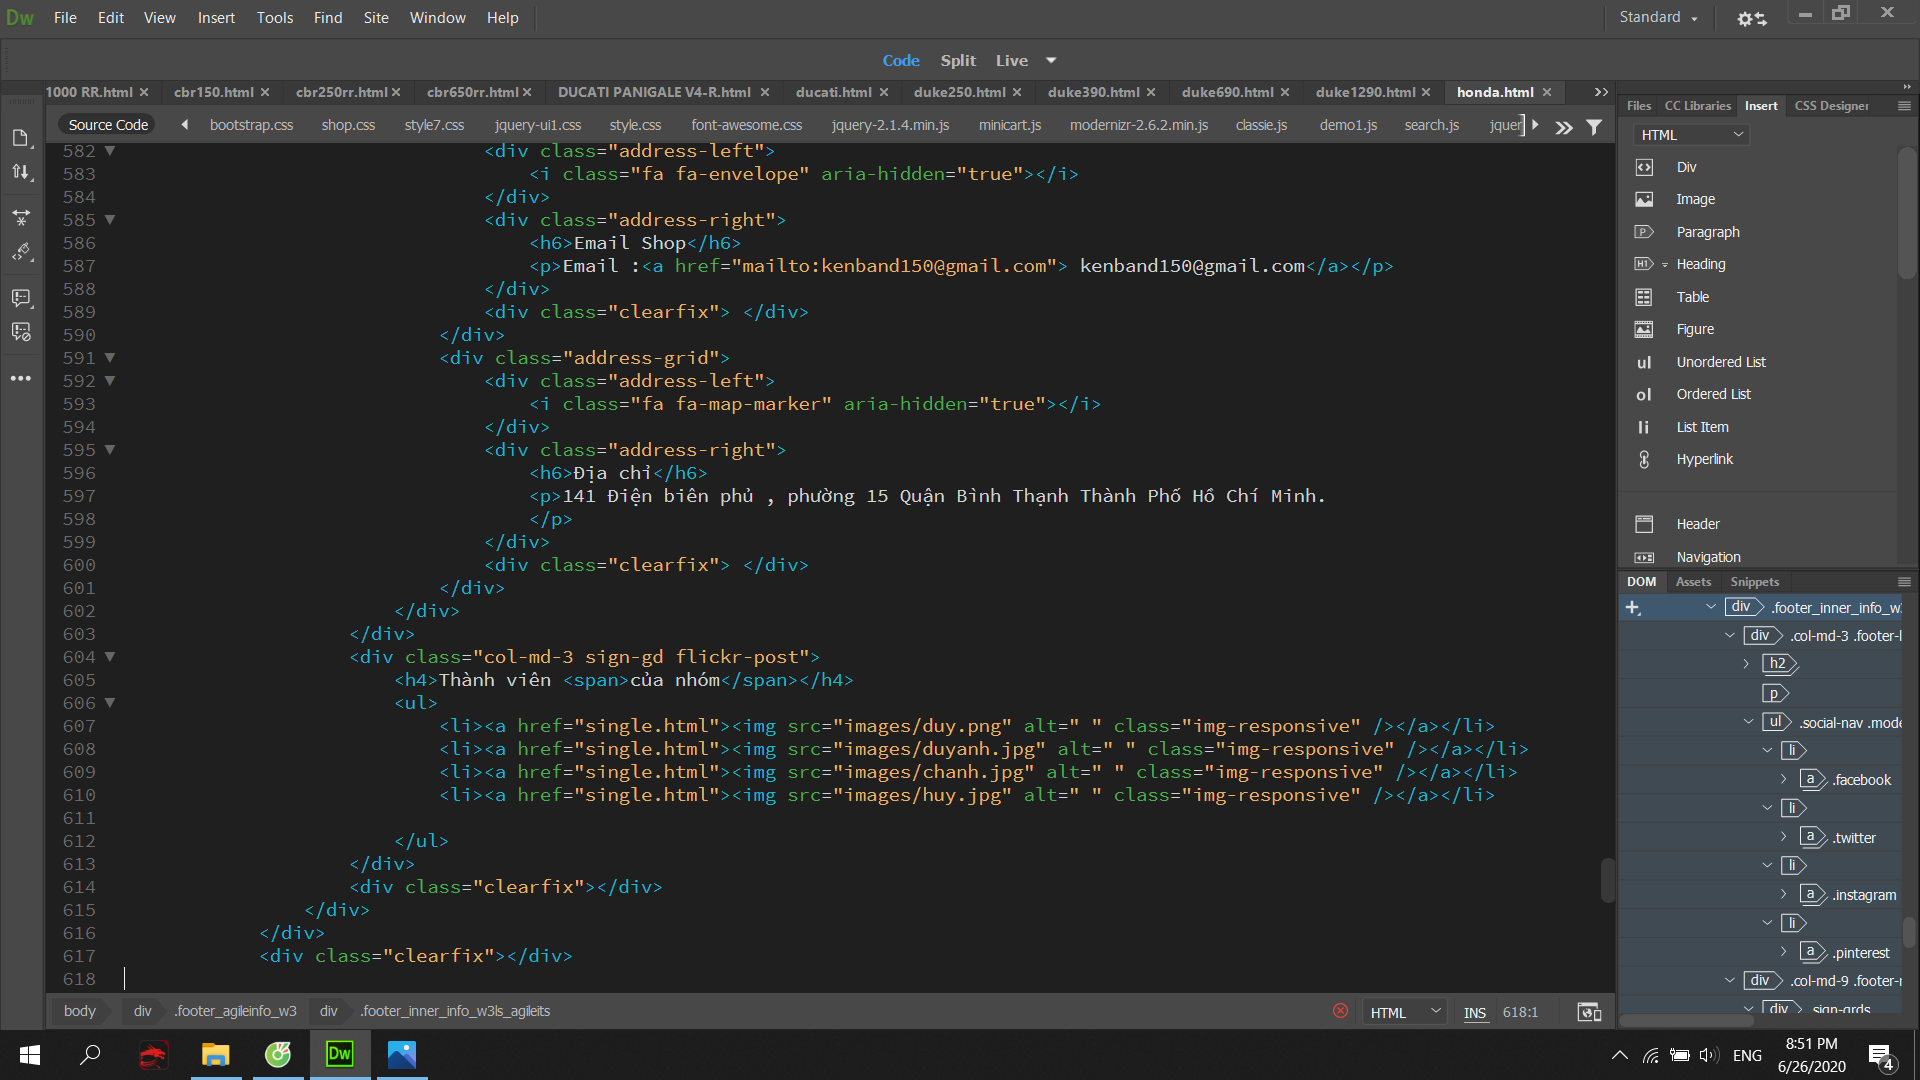 Dw File Edit View Insert Tools Find Site Window Help Standard
Code Split Live
1000 RR.html cbr150.html cbr250rr.html cbr650rr.html DUCATI PANIGALE V4-R.html ducati.html duke250.html duke390.html duke690.html duke1290.html honda.html
Source Code bootstrap.css shop.css style7.css jquery-ui1.css style.css font-awesome.css jquery-2.1.4.min.js minicart.js modernizr-2.6.2.min.js classie.js demo1.js search.js jquer
582 <div class="address-left">
583 <i class="fa fa-envelope" aria-hidden="true"></i>
584 </div>
585 <div class="address-right">
586 <h6>Email Shop</h6>
587 <p>Email :<a href="mailto:kenband150@gmail.com"> kenband150@gmail.com</a></p>
588 </div>
589 <div class="clearfix"> </div>
590 </div>
591 <div class="address-grid">
592 <div class="address-left">
593 <i class="fa fa-map-marker" aria-hidden="true"></i>
594 </div>
595 <div class="address-right">
596 <h6>Địa chỉ</h6>
597 <p>141 Điện biên phủ , phường 15 Quận Bình Thạnh Thành Phố Hồ Chí Minh.
598 </p>
599 </div>
600 <div class="clearfix"> </div>
601 </div>
602 </div>
603 </div>
604 <div class="col-md-3 sign-gd flickr-post">
605 <h4>Thành viên <span>của nhóm</span></h4>
606 <ul>
607 <li><a href="single.html"><img src="images/duy.png" alt=" " class="img-responsive" /></a></li>
608 <li><a href="single.html"><img src="images/duyanh.jpg" alt=" " class="img-responsive" /></a></li>
609 <li><a href="single.html"><img src="images/chanh.jpg" alt=" " class="img-responsive" /></a></li>
610 <li><a href="single.html"><img src="images/huy.jpg" alt=" " class="img-responsive" /></a></li>
611
612 </ul>
613 </div>
614 <div class="clearfix"></div>
615 </div>
616 </div>
617 <div class="clearfix"></div>
618
body div .footer_agileinfo_w3 div .footer_inner_info_w3ls_agileits HTML INS 618:1
Files CC Libraries Insert CSS Designer
HTML
Div
Image
P Paragraph
H1 Heading
Table
Figure
ul Unordered List
ol Ordered List
li List Item
Hyperlink
Header
Navigation
DOM Assets Snippets
div .footer_inner_info_w3
div .col-md-3 .footer-l
h2
p
ul .social-nav .mode
li
a .facebook
li
a .twitter
li
a .instagram
li
a .pinterest
div .col-md-9 .footer-r
div .sign-grds
Dw ENG 8:51 PM
6/26/2020 4